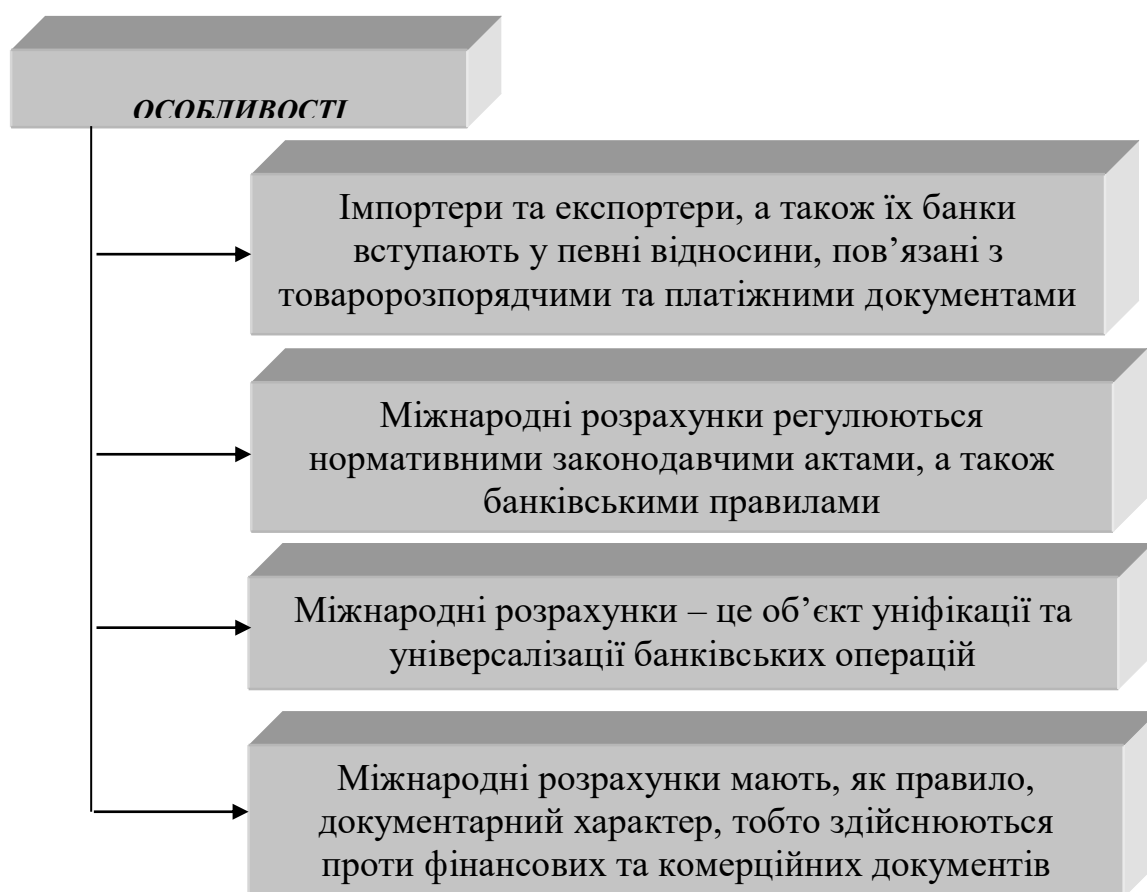 ОСОБЛИВОСТІ
Імпортери та експортери, а також їх банки
вступають у певні відносини, пов’язані з
товаророзпорядчими та платіжними документами
Міжнародні розрахунки регулюються
нормативними законодавчими актами, а також
банківськими правилами
Міжнародні розрахунки – це об’єкт уніфікації та
універсалізації банківських операцій
Міжнародні розрахунки мають, як правило,
документарний характер, тобто здійснюються
проти фінансових та комерційних документів